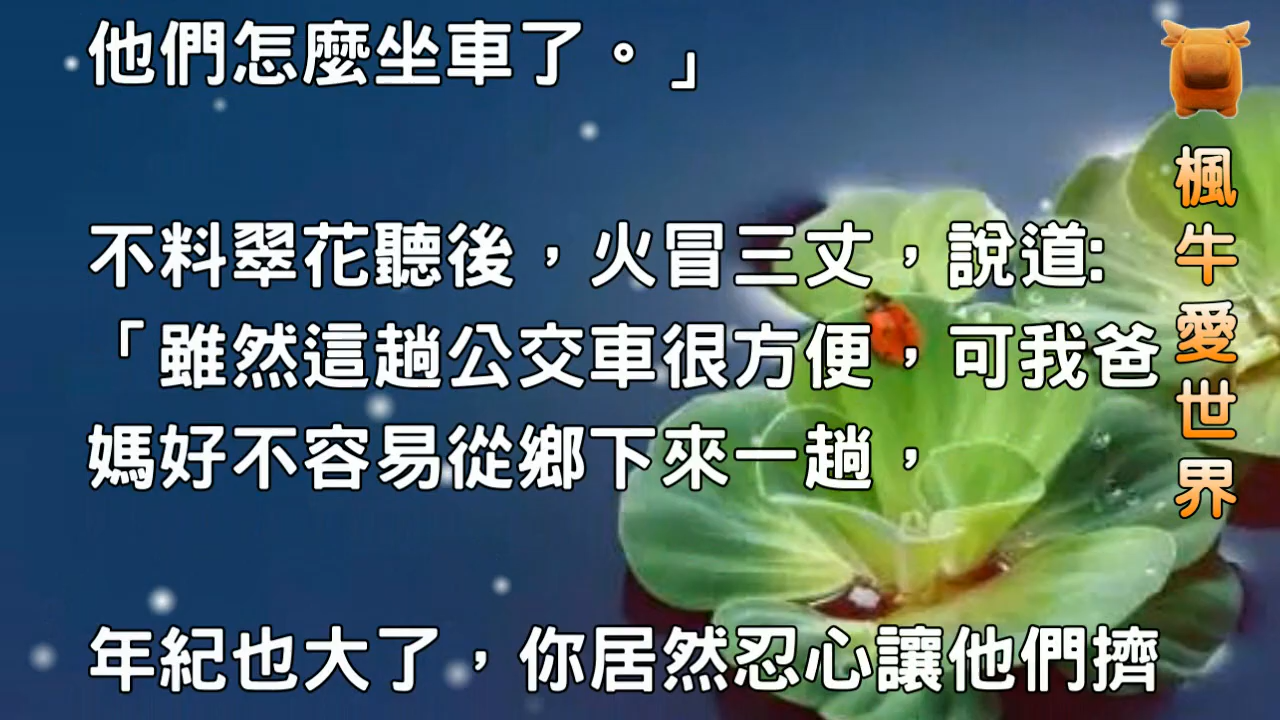 他們怎麼坐車了。」
不料翠花聽後，火冒三丈，說道:
「雖然這趟公交車很方便，可我爸
媽好不容易從鄉下來一趟，
年紀也大了，你居然忍心讓他們擠
楓牛愛世界